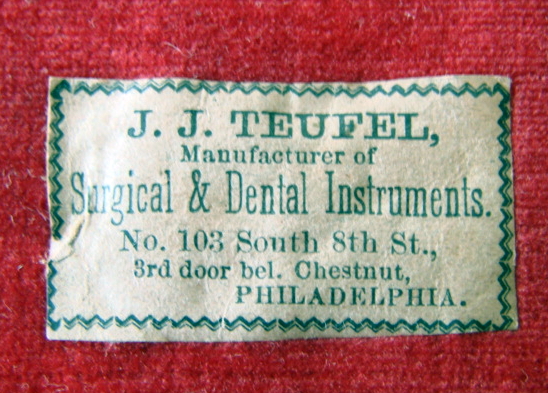 J. J. TEUFEL,
Manufacturer of
Surgical & Dental Instruments.
No. 103 South 8th St.,
3rd door bel. Chestnut,
PHILADELPHIA.